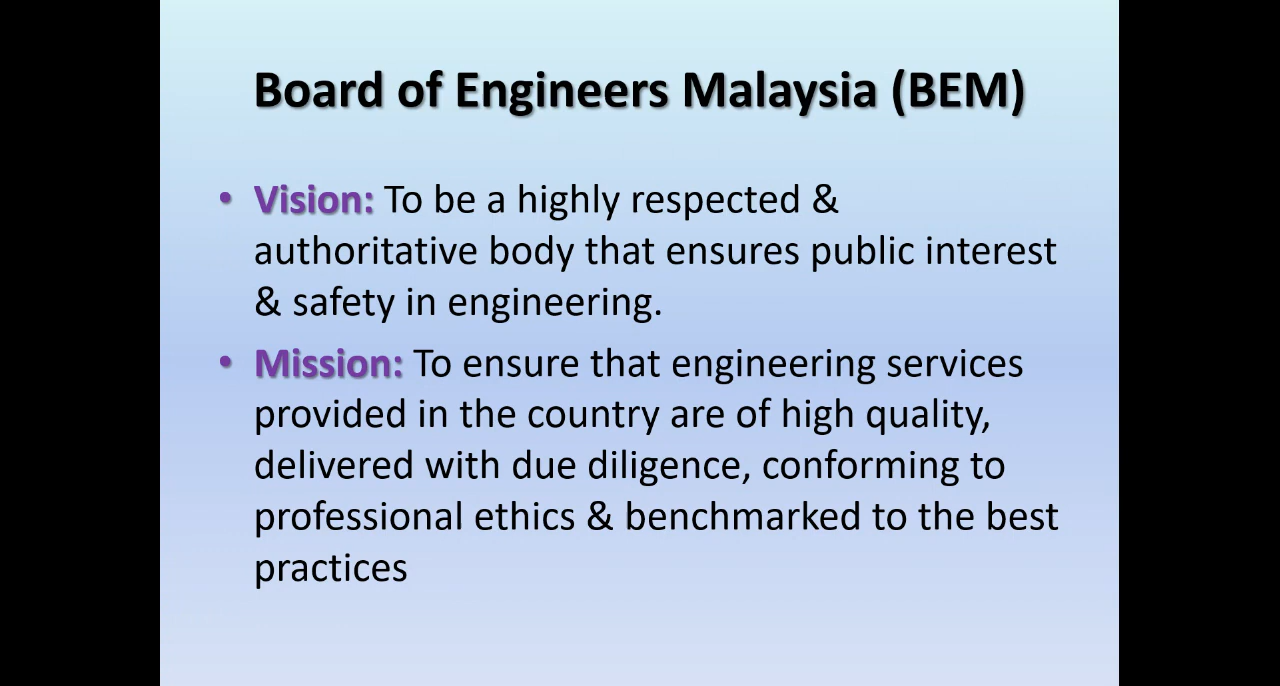 Board of Engineers Malaysia (BEM)
• Vision: To be a highly respected &
authoritative body that ensures public interest
& safety in engineering.
• Mission: To ensure that engineering services
provided in the country are of high quality,
delivered with due diligence, conforming to
professional ethics & benchmarked to the best
practices